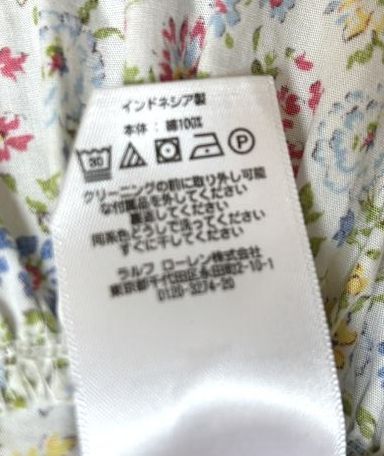 インドネシア製
本体 : 綿100%
30 P
クリーニングの前に取り外し可能
な付属品を外してください
裏返してください
同系色どうしで洗ってください
すぐに干してください
ラルフ ローレン株式会社
東京都千代田区永田町2-10-1
0120-3274-20